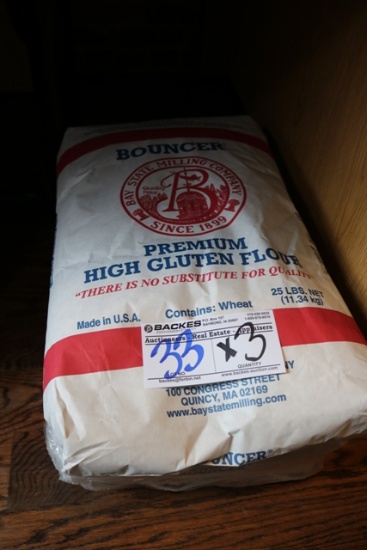 BOUNCER
BAY STATE MILLING COMPANY
SINCE 1899
PREMIUM
HIGH GLUTEN FLOUR
"THERE IS NO SUBSTITUTE FOR QUALITY"
25 LBS. NET
(11.34 kg)
Contains: Wheat
Made in U.S.A.
BACKES
Auctioneers - Real Estate - Appraisers
35 x3
QUANTITY
100 CONGRESS STREET
QUINCY, MA 02169
www.baystatemilling.com
BOUNCER